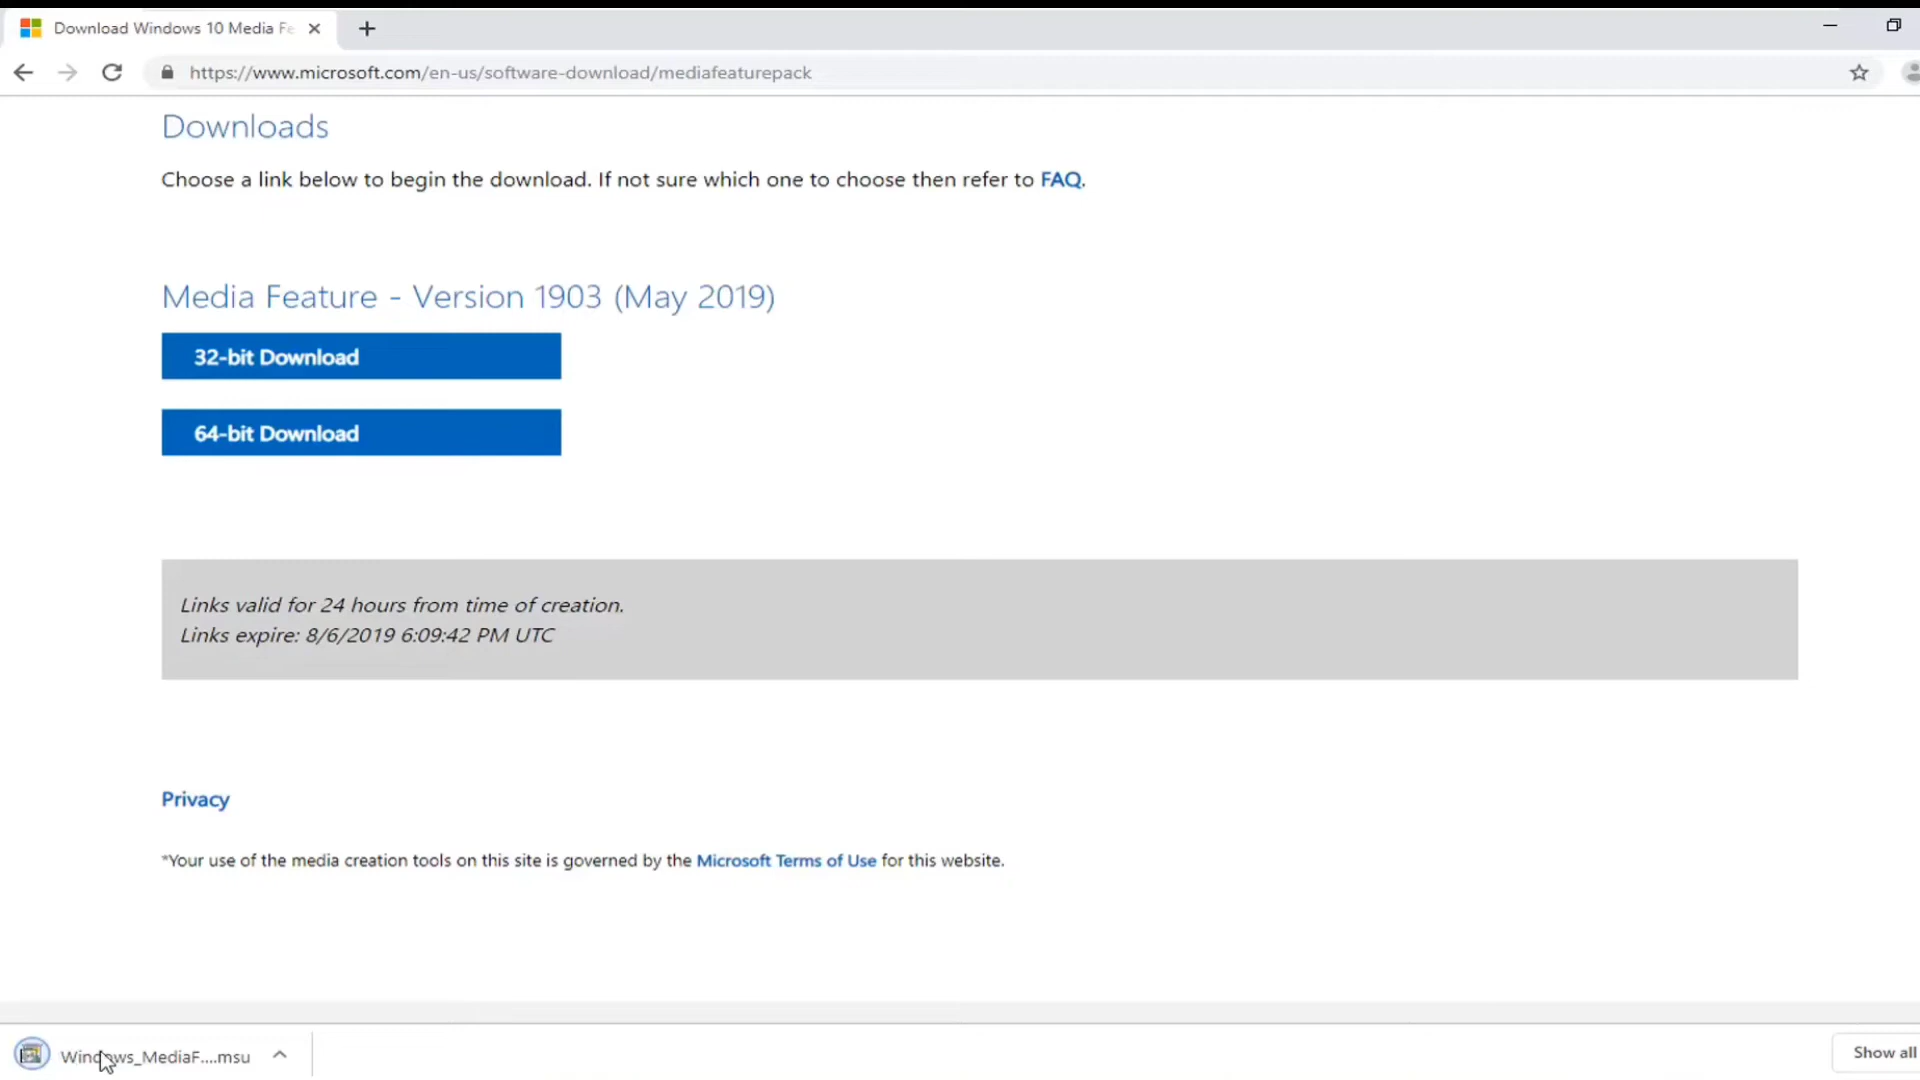 Download Windows 10 Media Fe
https://www.microsoft.com/en-us/software-download/mediafeaturepack
Downloads
Choose a link below to begin the download. If not sure which one to choose then refer to FAQ.
Media Feature - Version 1903 (May 2019)
32-bit Download
64-bit Download
Links valid for 24 hours from time of creation.
Links expire: 8/6/2019 6:09:42 PM UTC
Privacy
*Your use of the media creation tools on this site is governed by the Microsoft Terms of Use for this website.
Windows_MediaF....msu
Show all